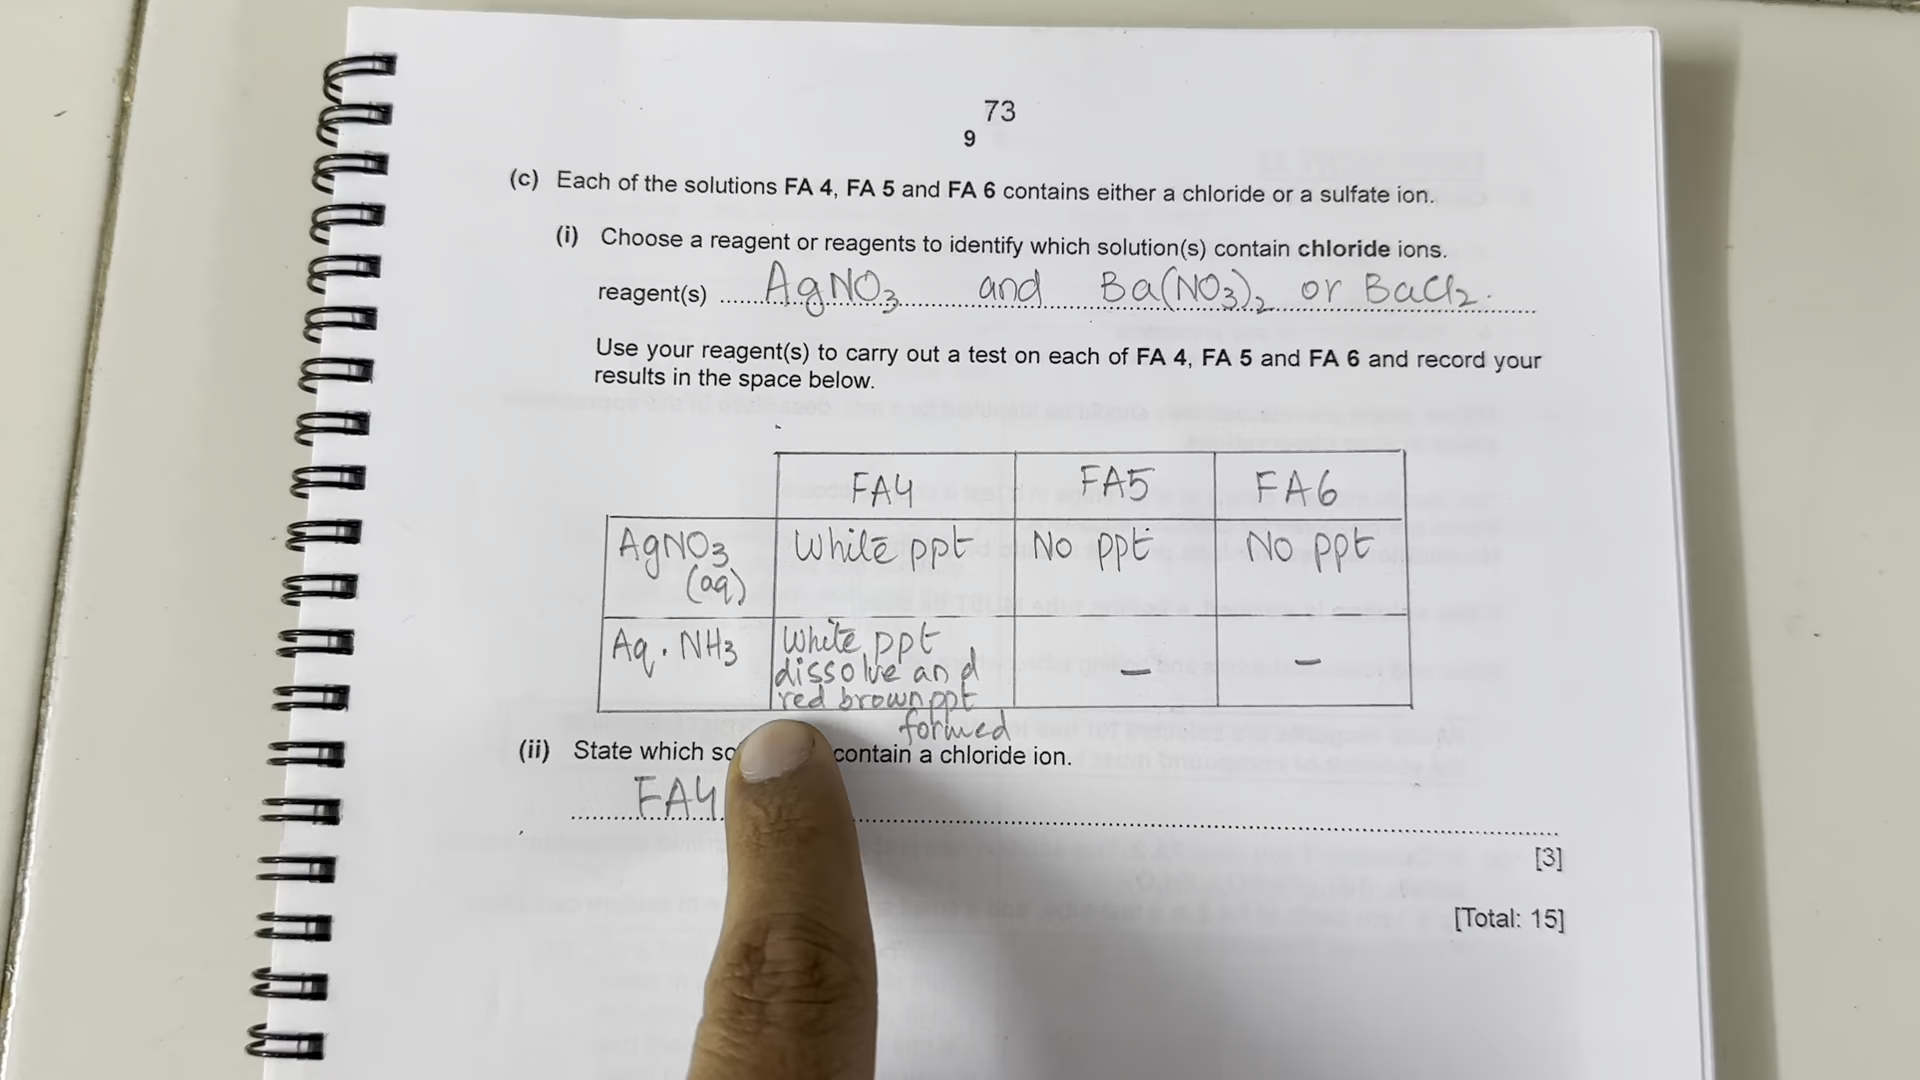 73
9
(c) Each of the solutions FA 4, FA 5 and FA 6 contains either a chloride or a sulfate ion.
(i) Choose a reagent or reagents to identify which solution(s) contain chloride ions.
reagent(s) AgNO3 and Ba(NO3)2 or BaCl2.
Use your reagent(s) to carry out a test on each of FA 4, FA 5 and FA 6 and record your
results in the space below.
FA4 FA5 FA6
AgNO3 (aq) White ppt No ppt No ppt
Aq. NH3 White ppt dissolve and red brown ppt formed – –
(ii) State which contain a chloride ion.
FA4
[3]
[Total: 15]